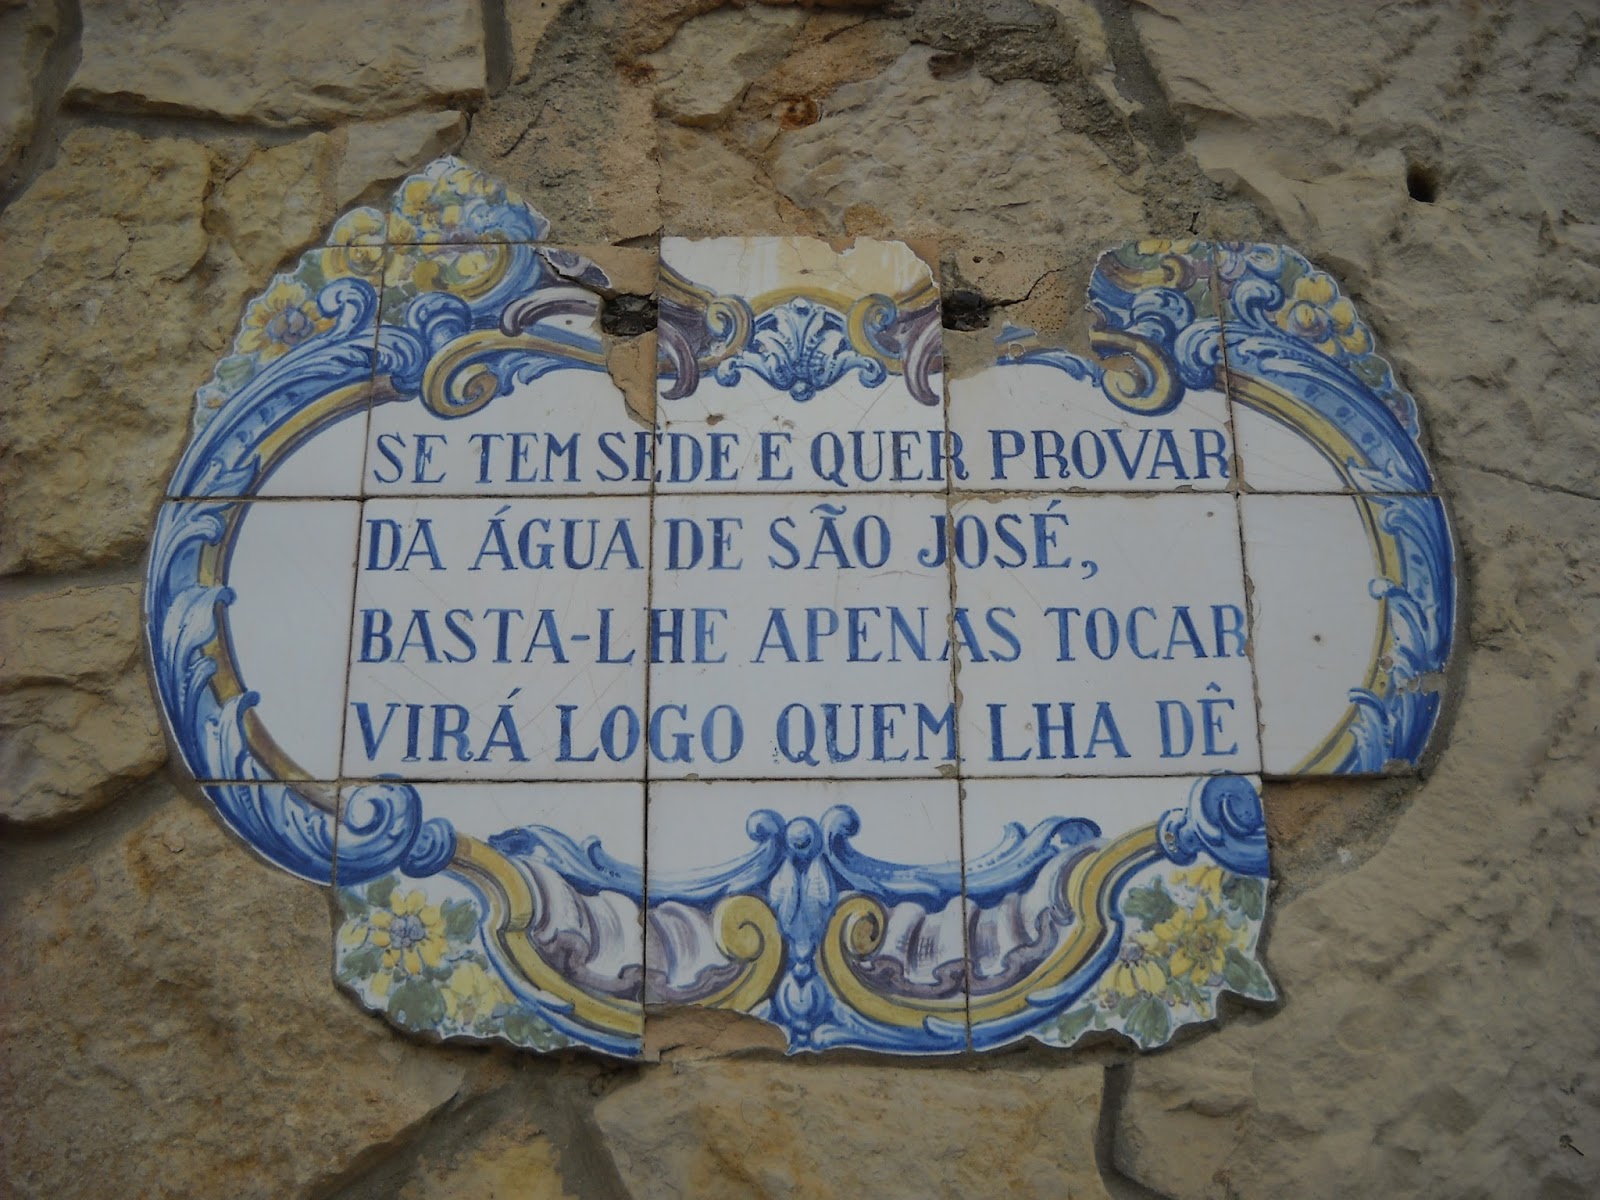 SE TEM SEDE E QUER PROVAR
DA ÁGUA DE SÃO JOSÉ,
BASTA-LHE APENAS TOCAR
VIRÁ LOGO QUEM LHA DÊ